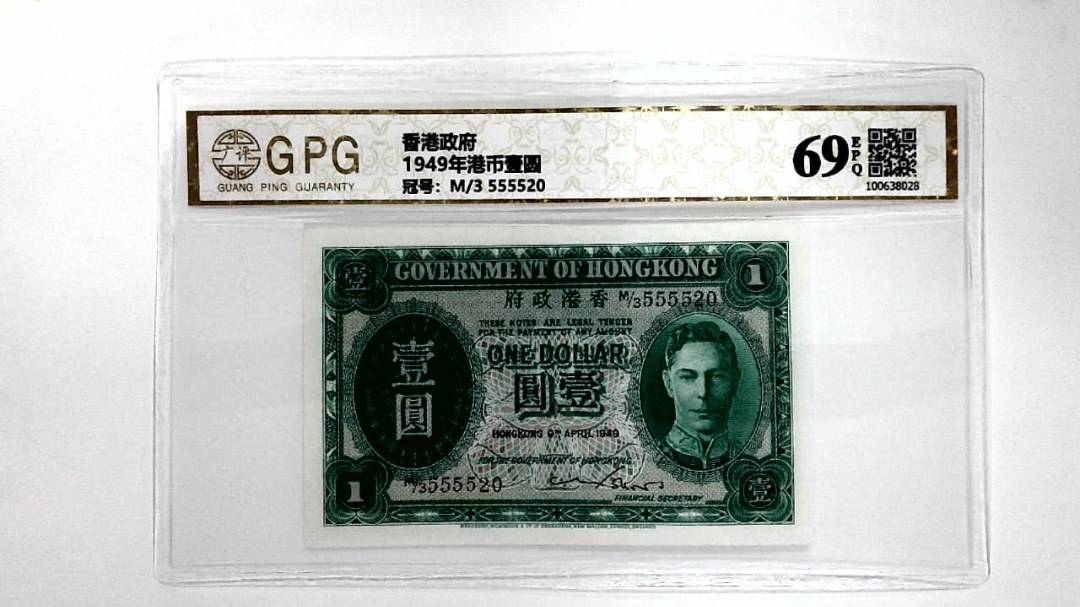 广评
GPG
GUANG PING GUARANTY
香港政府
1949年港币壹圓
冠号：M/3 555520
69
EPQ
100638028
壹
GOVERNMENT OF HONGKONG
1
府政港香
M/3 555520
THESE NOTES ARE LEGAL TENDER
FOR THE PAYMENT OF ANY AMOUNT
ONE DOLLAR
圓壹
壹圓
HONGKONG 9TH APRIL 1949
FOR THE GOVERNMENT OF HONGKONG
M/3 555520
FINANCIAL SECRETARY
1
壹